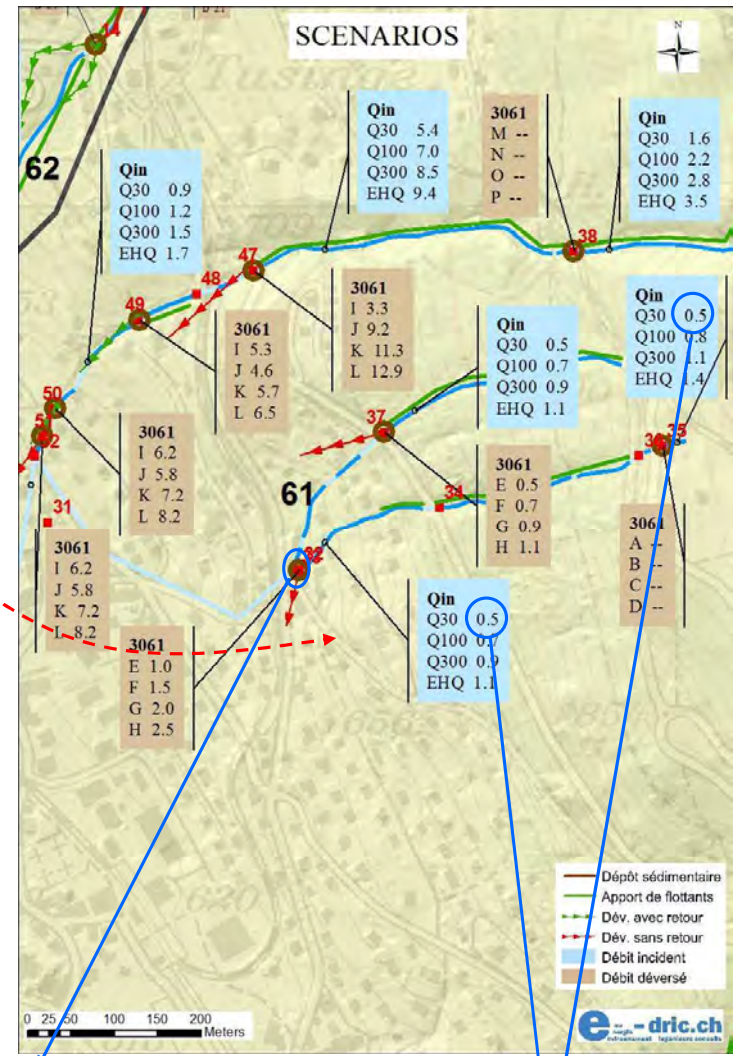 SCENARIOS
N
14
62
Qin
Q30 5.4
Q100 7.0
Q300 8.5
EHQ 9.4
3061
M --
N --
O --
P --
Qin
Q30 1.6
Q100 2.2
Q300 2.8
EHQ 3.5
Qin
Q30 0.9
Q100 1.2
Q300 1.5
EHQ 1.7
47
38
48
49
3061
I 5.3
J 4.6
K 5.7
L 6.5
3061
I 3.3
J 9.2
K 11.3
L 12.9
Qin
Q30 0.5
Q100 0.7
Q300 0.9
EHQ 1.1
Qin
Q30 0.5
Q100 0.8
Q300 1.1
EHQ 1.4
50
3061
I 6.2
J 5.8
K 7.2
L 8.2
37
35
61
34
31
3061
E 0.5
F 0.7
G 0.9
H 1.1
3061
A --
B --
C --
D --
3061
I 6.2
J 5.8
K 7.2
L 8.2
3061
E 1.0
F 1.5
G 2.0
H 2.5
Qin
Q30 0.5
Q100
Q300 0.9
EHQ 1.1
Dépôt sédimentaire
Apport de flottants
Dév. avec retour
Dév. sans retour
Débit incident
Débit déversé
0 25 50 100 150 200
Meters
e-dric.ch